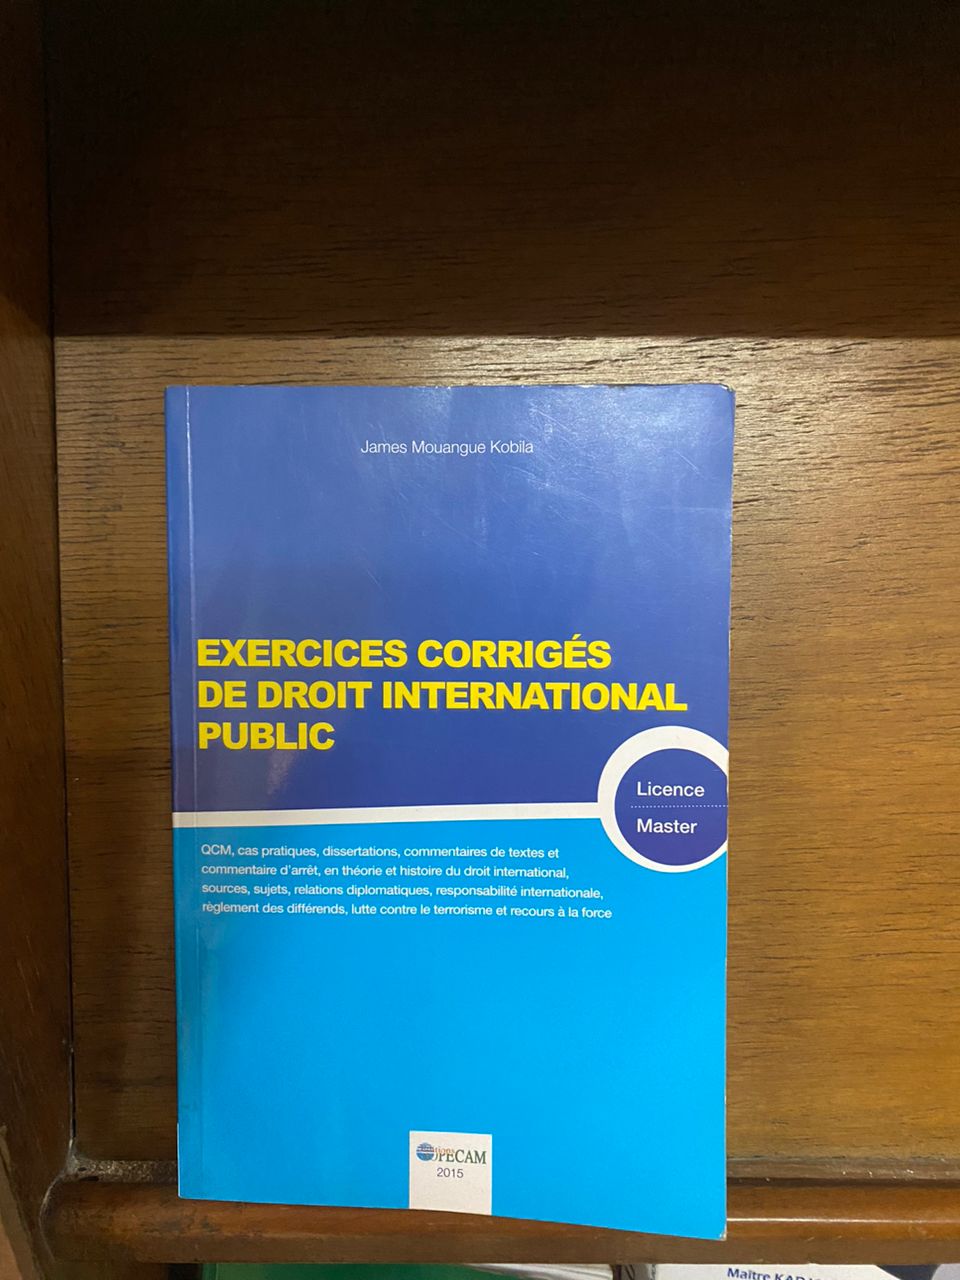 James Mouangue Kobila
EXERCICES CORRIGÉS
DE DROIT INTERNATIONAL
PUBLIC
Licence
Master
QCM, cas pratiques, dissertations, commentaires de textes et
commentaire d'arrêt, en théorie et histoire du droit international,
sources, sujets, relations diplomatiques, responsabilité internationale,
règlement des différends, lutte contre le terrorisme et recours à la force
OPECAM
2015
Maître